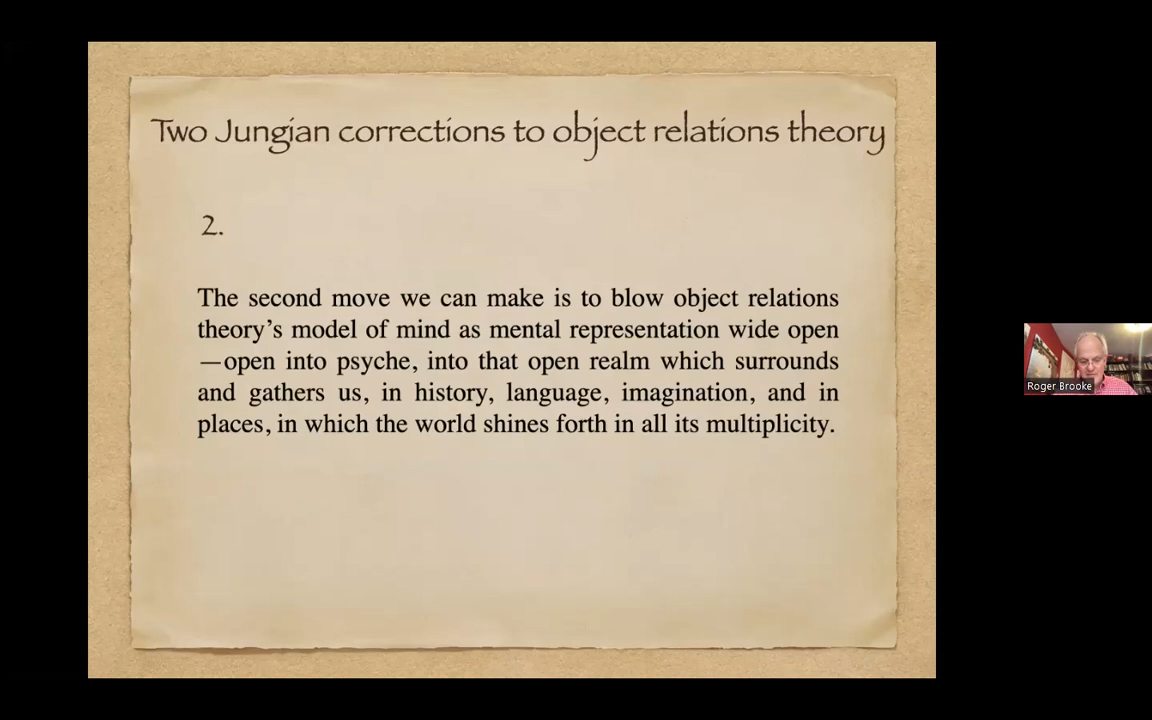 Two Jungian corrections to object relations theory
2.
The second move we can make is to blow object relations
theory’s model of mind as mental representation wide open
—open into psyche, into that open realm which surrounds
and gathers us, in history, language, imagination, and in
places, in which the world shines forth in all its multiplicity.
Roger Brooke